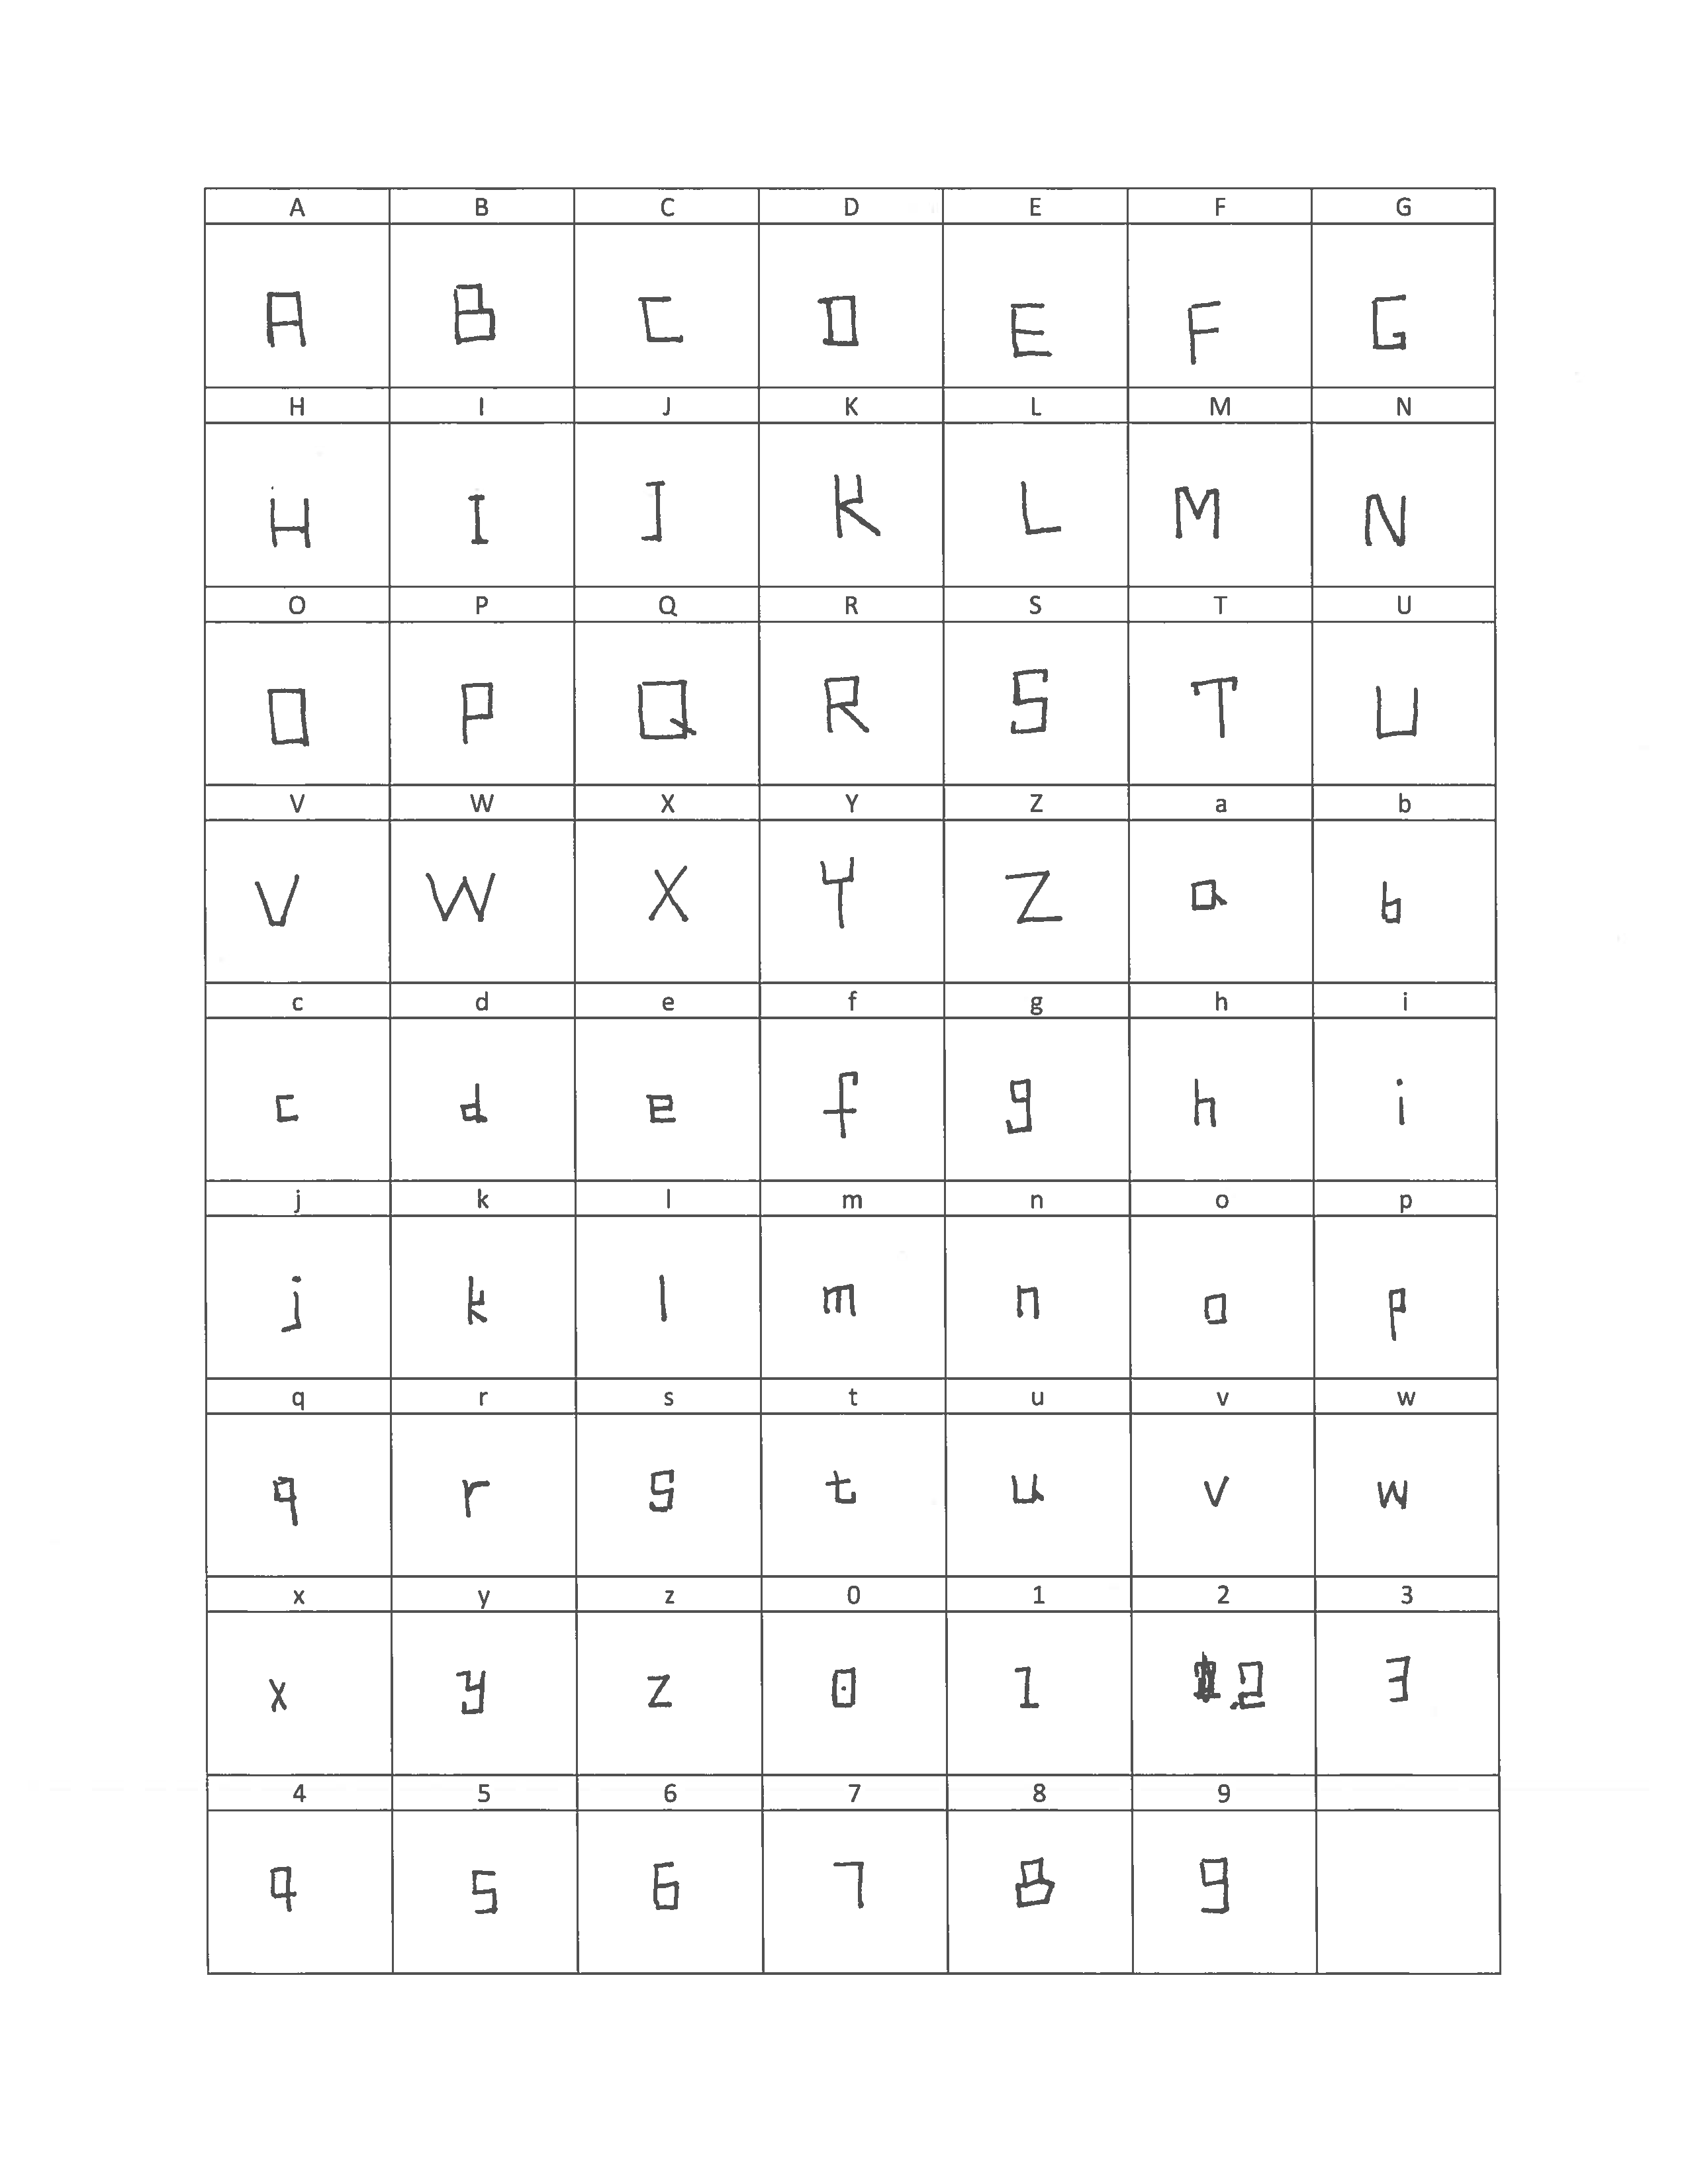 A B C D E F G
A B C D E F G
H I J K L M N
H I J K L M N
O P Q R S T U
O P Q R S T U
V W X Y Z a b
V W X Y Z a b
c d e f g h i
c d e f g h i
j k l m n o p
j k l m n o p
q r s t u v w
q r s t u v w
x y z 0 1 2 3
x y z 0 1 2 3
4 5 6 7 8 9
4 5 6 7 8 9